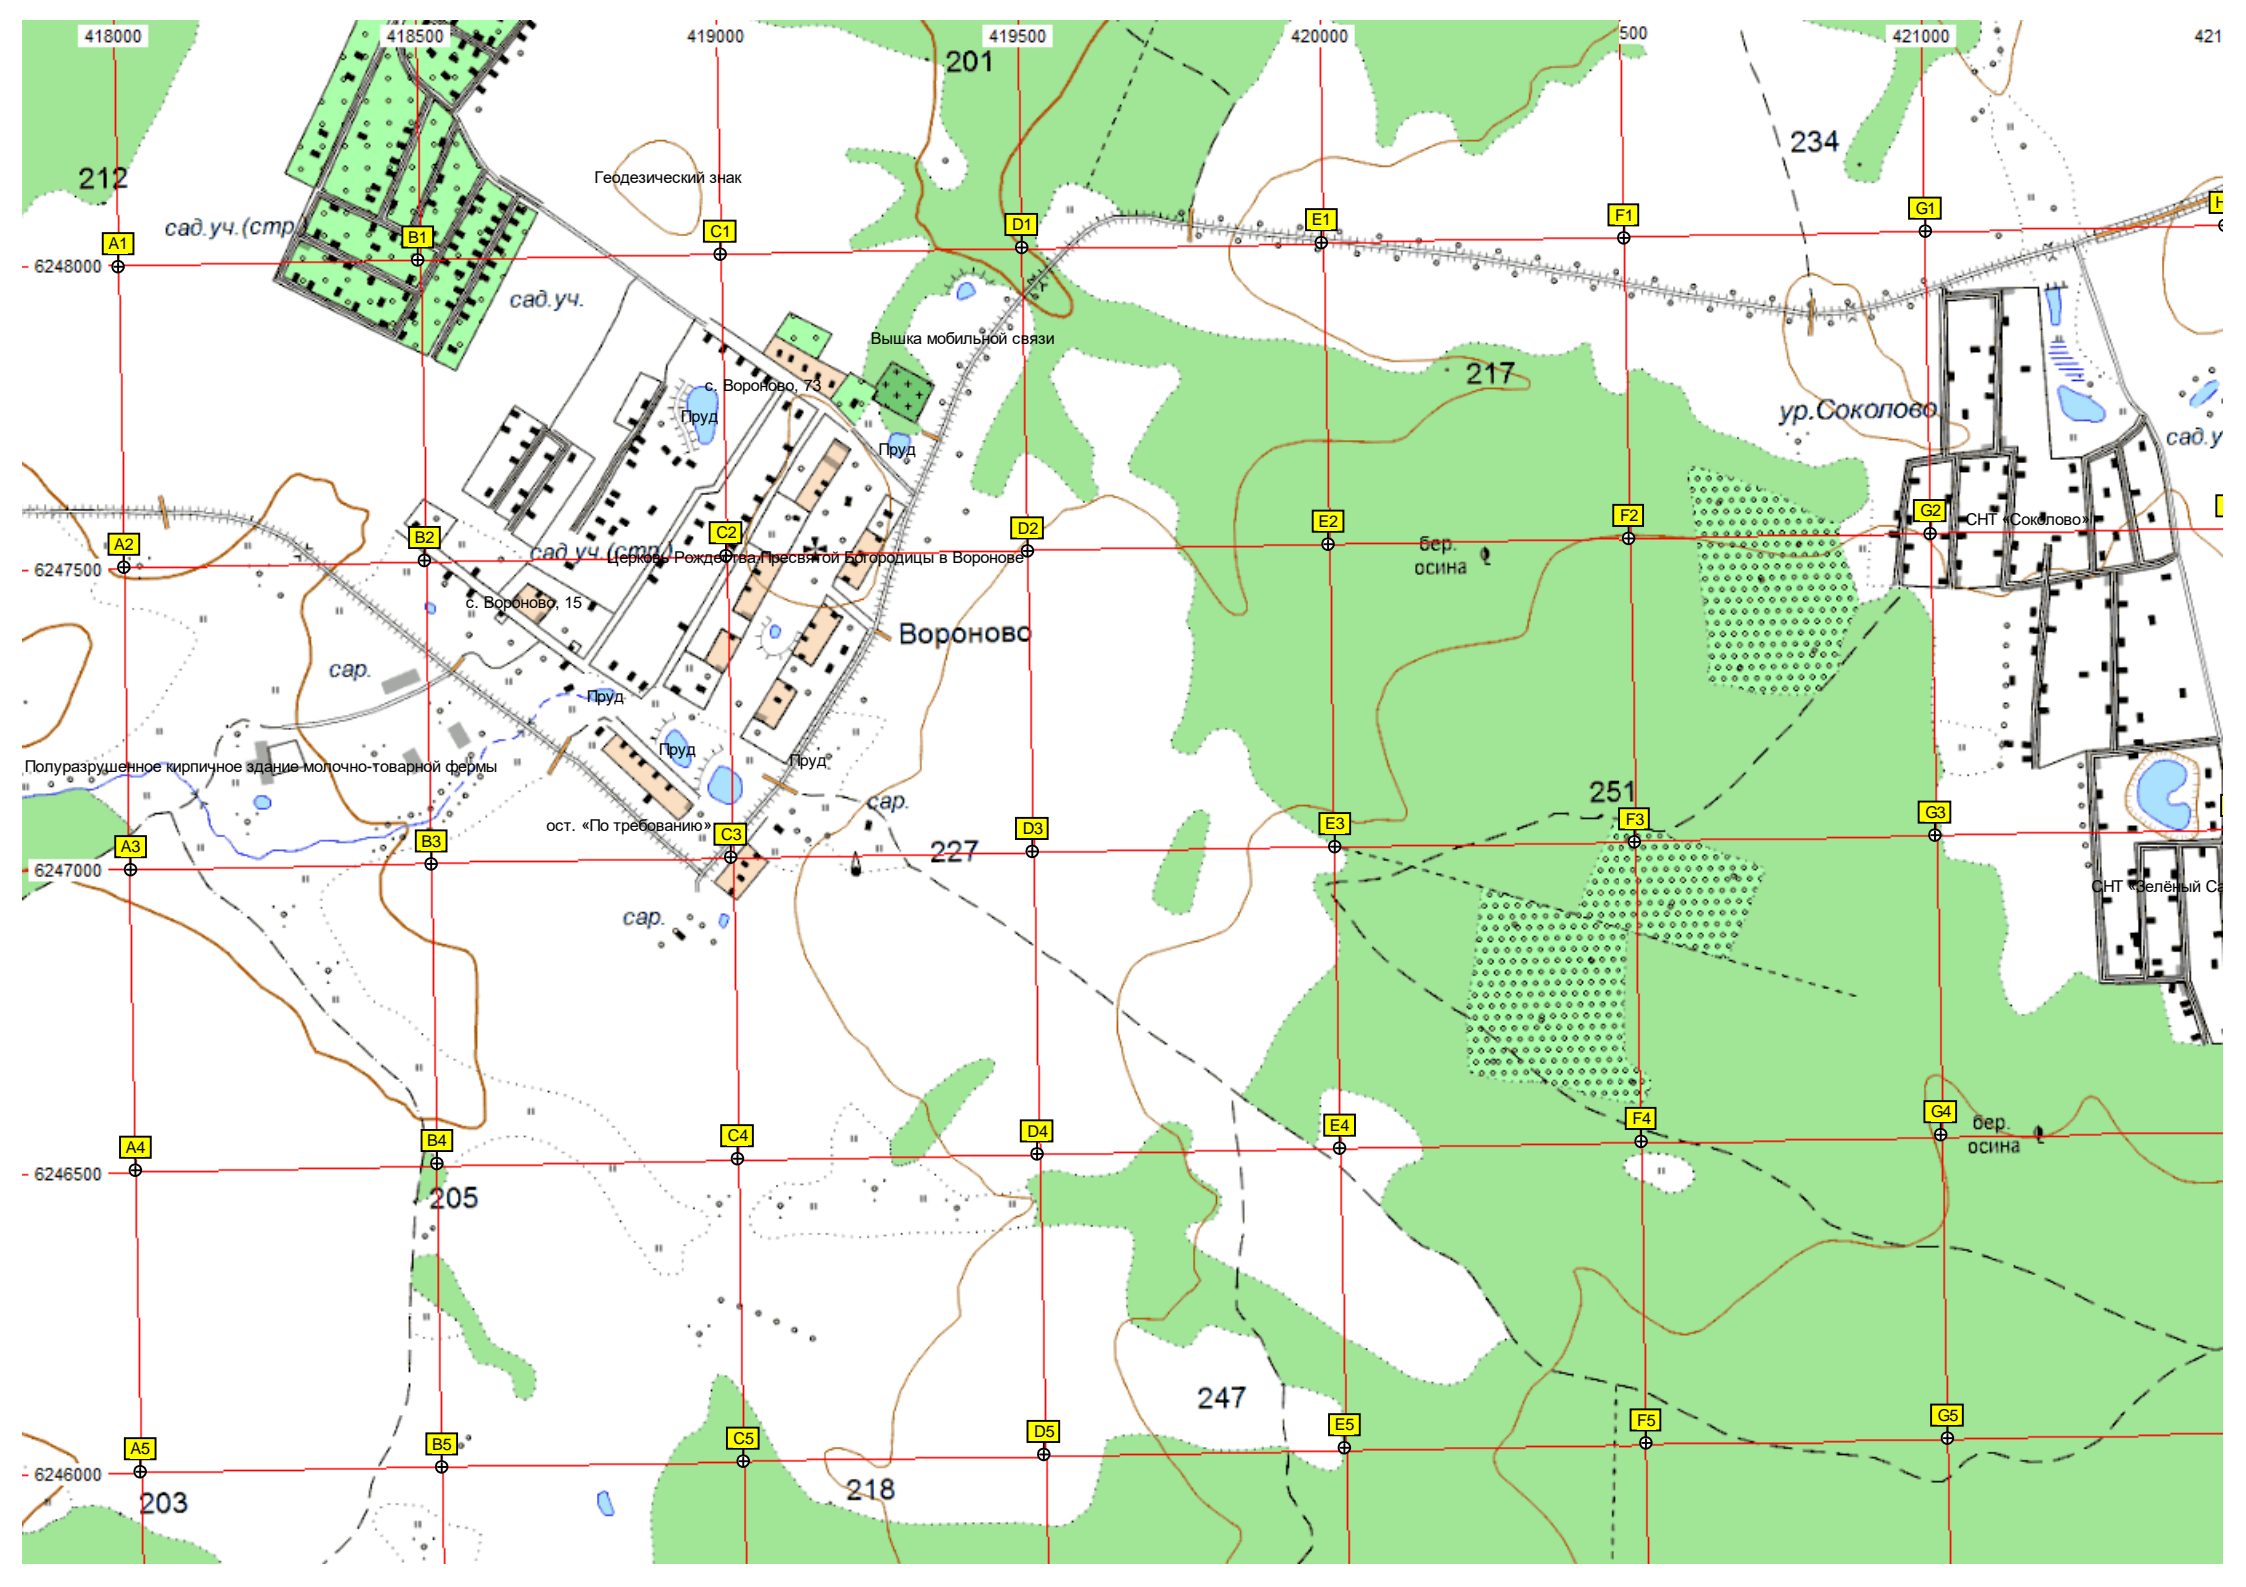 418000 418500 419000 419500 420000 500 421000 421
201
234
212
Геодезический знак
A1 B1 C1 D1 E1 F1 G1 H
сад.уч.(стр
6248000
сад.уч.
Вышка мобильной связи
217
с. Вороново, 73
ур.Соколово
Пруд
Пруд
сад.у
A2 B2 C2 D2 E2 F2 G2
СНТ «Соколово»
сад.уч.(стр.)
Церковь Рождества Пресвятой Богородицы в Воронове
бер.
осина
6247500
с. Вороново, 15
Вороново
сар.
Пруд
Пруд
Пруд
Полуразрушенное кирпичное здание молочно-товарной фермы
251
сар.
ост. «По требованию»
A3 B3 C3 D3 E3 F3 G3
227
6247000
СНТ «Зелёный Са
сар.
A4 B4 C4 D4 E4 F4 G4
бер.
осина
6246500
205
247
A5 B5 C5 D5 E5 F5 G5
6246000
203
218